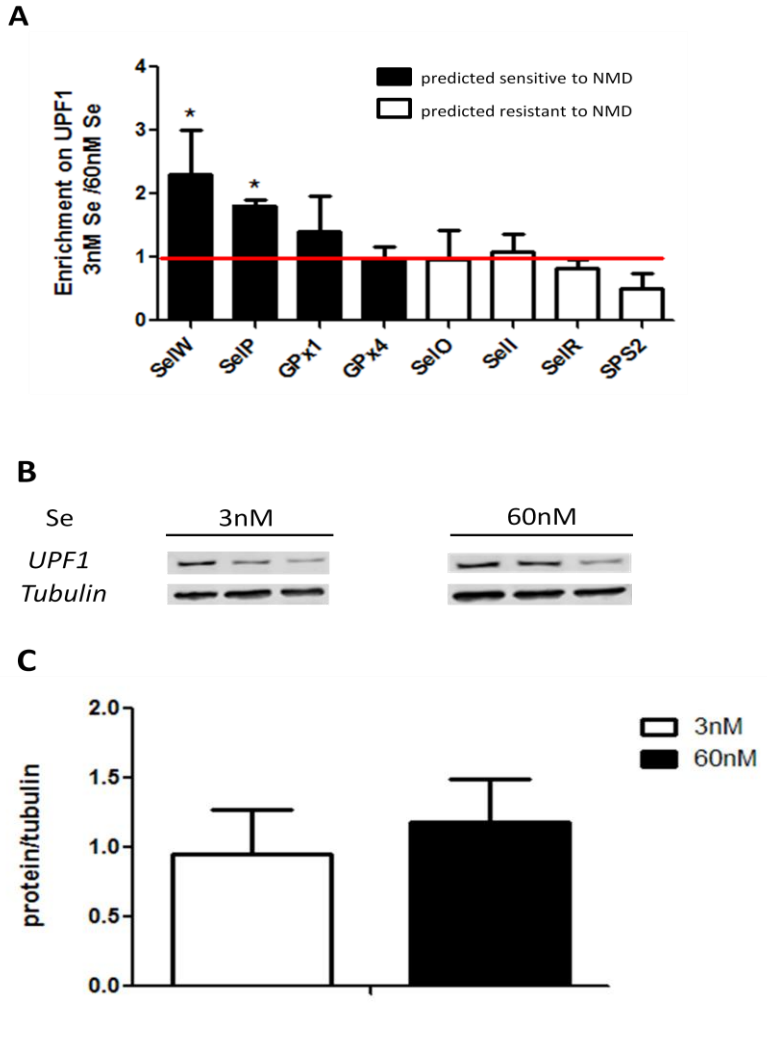 A
Enrichment on UPF1
3nM Se /60nM Se
4
3
2
1
0
* *
predicted sensitive to NMD
predicted resistant to NMD
SelW SelP GPx1 GPx4 SelO SelI SelR SPS2
B
Se 3nM 60nM
UPF1
Tubulin
C
protein/tubulin
2.0
1.5
1.0
0.5
0.0
3nM
60nM